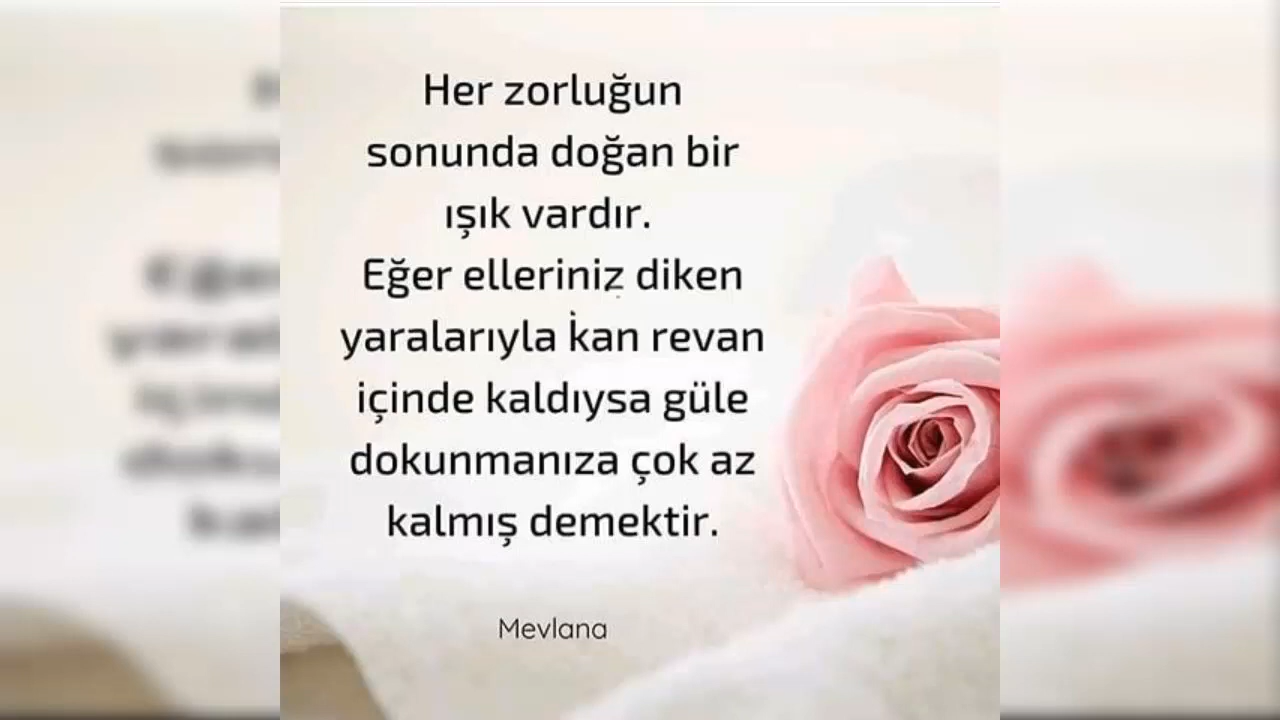 Her zorluğun
sonunda doğan bir
ışık vardır.
Eğer elleriniz diken
yaralarıyla kan revan
içinde kaldıysa güle
dokunmanıza çok az
kalmış demektir.
Mevlana